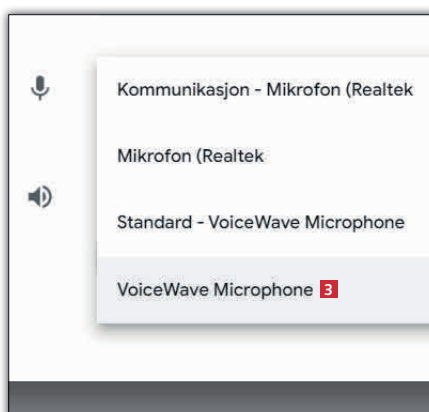 Kommunikasjon - Mikrofon (Realtek
Mikrofon (Realtek
Standard - VoiceWave Microphone
VoiceWave Microphone 3